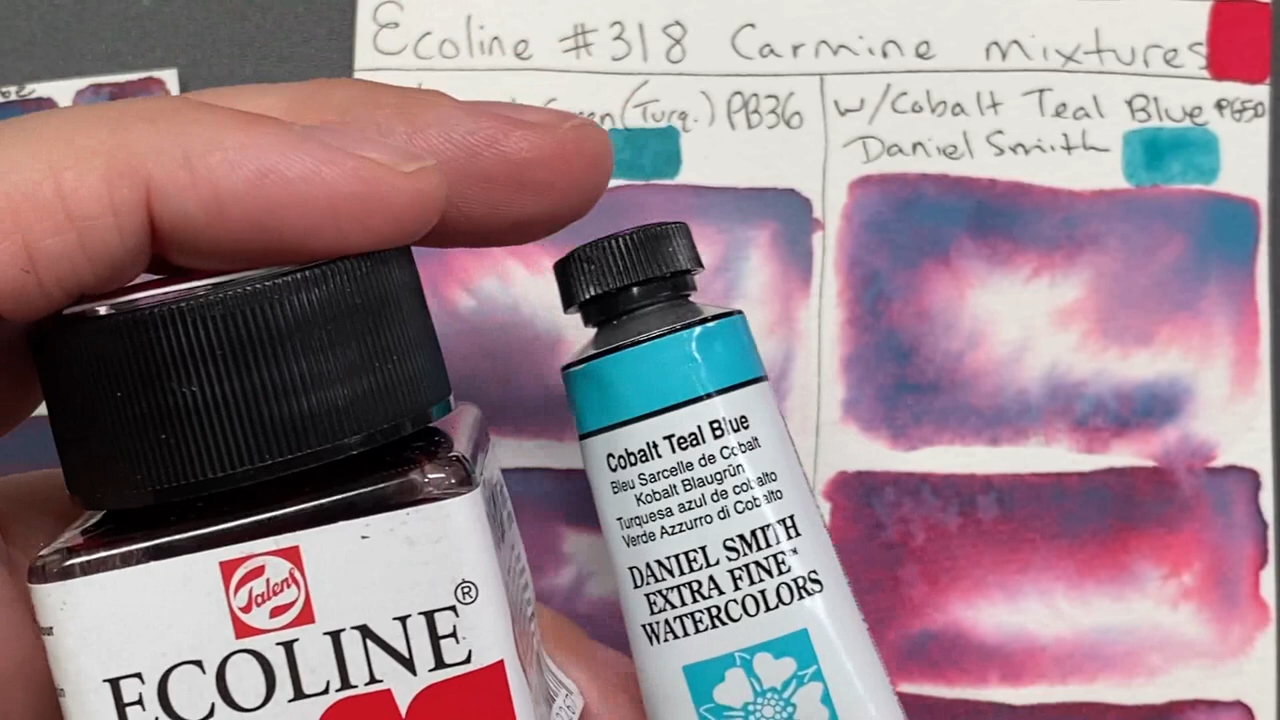 Ecoline #318 Carmine mixtures
(Turq.) PB36
w/Cobalt Teal Blue PG50
Daniel Smith
Cobalt Teal Blue
Bleu Sarcelle de Cobalt
Kobalt Blaugrün
Turquesa azul de cobalto
Verde Azzurro di Cobalto
DANIEL SMITH
EXTRA FINE™
WATERCOLORS
Talens
ECOLINE®